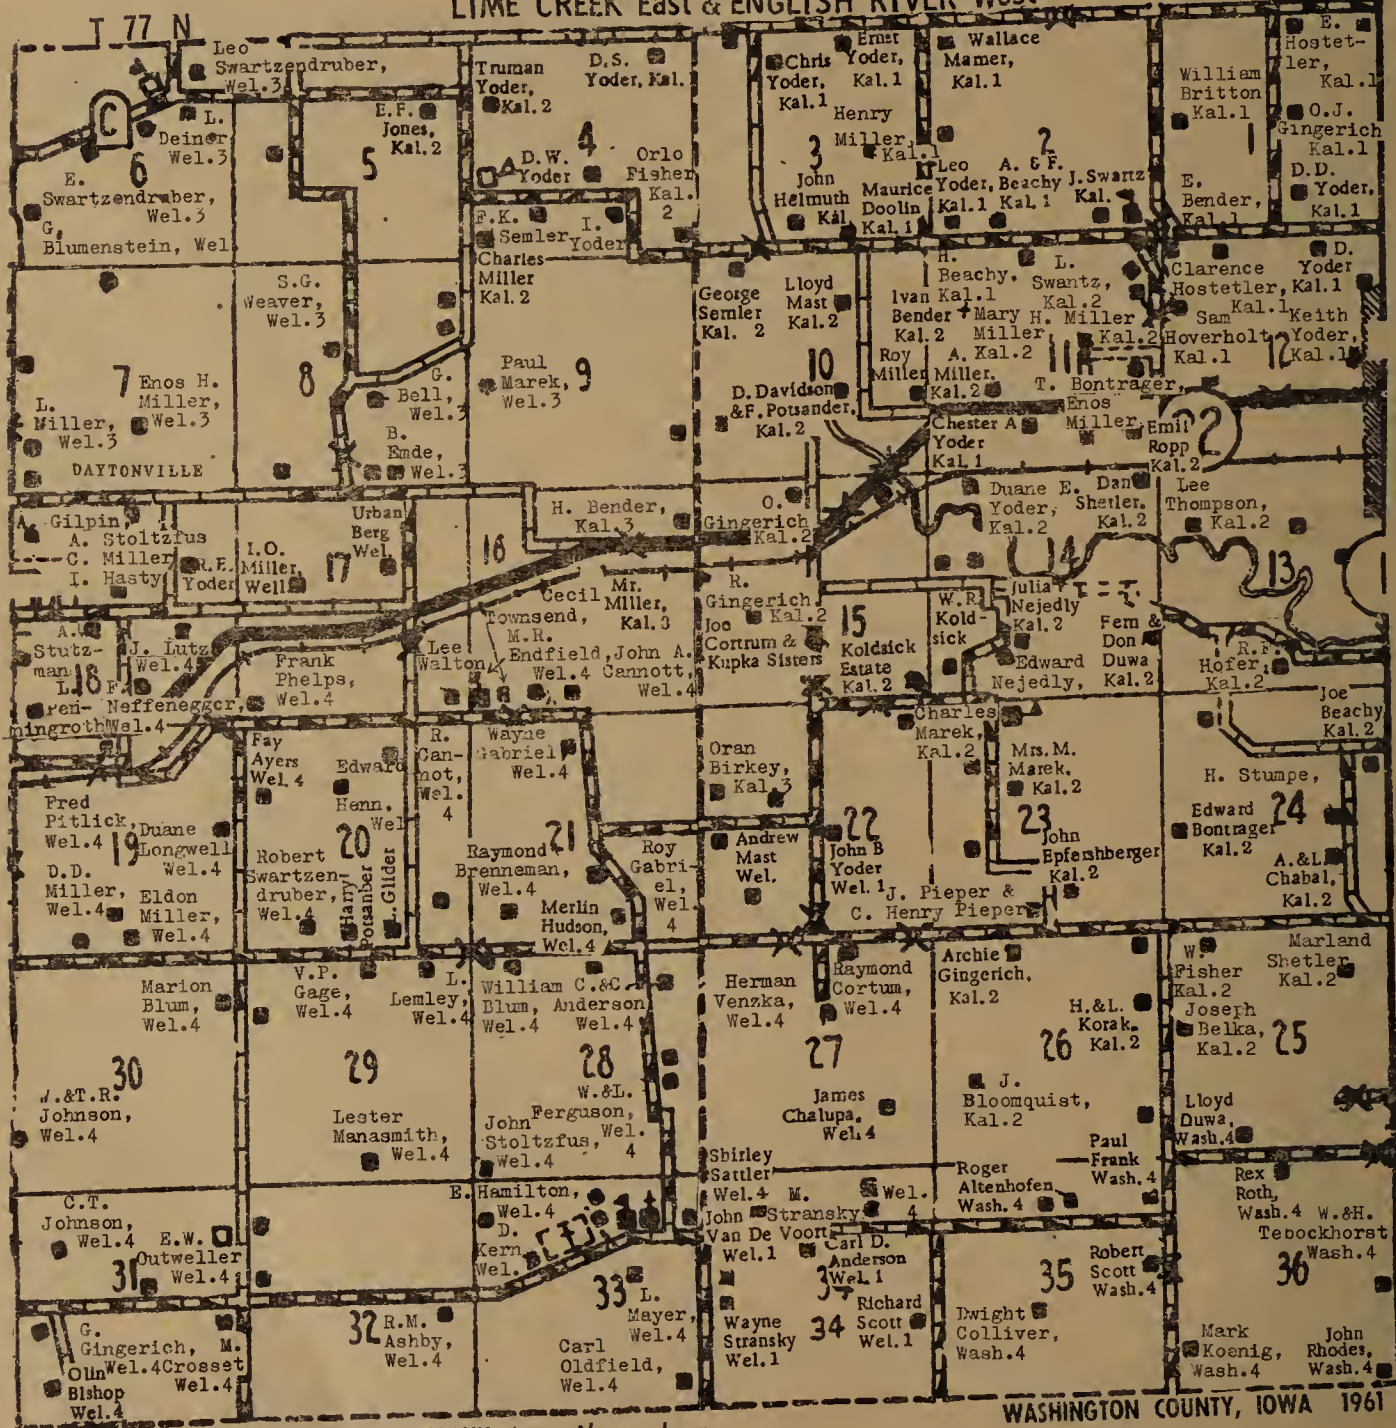 LIME CREEK East & ENGLISH RIVER West
T 77 N
Leo
Swartzendruber,
Wel.3
L.
Deiner
Wel.3
C
6
E.
Swartzendruber,
Wel.3
G.
Blumenstein, Wel
E.F.
Jones,
Kal.2
5
Truman
Yoder,
Kal.2
D.S.
Yoder, Kal.
4
D.W.
Yoder
Orlo
Fisher
Kal.
2
F.K.
Semler
I.
Yoder
Charles
Miller
Kal.2
Chris
Yoder,
Kal.1
Ernst
Yoder,
Kal.1
Henry
Miller,
Kal.1
3
John
Helmuth
Kal.
Maurice
Doolin
Kal.1
Wallace
Mamer,
Kal.1
2
Leo
Yoder,
Kal.1
A. & F.
Beachy
Kal.1
J.Swartz
Kal.
William
Britton
Kal.1
1
E.
Hostet-
ler,
Kal.1
O.J.
Gingerich
Kal.1
D.D.
Yoder,
Kal.1
E.
Bender,
Kal.1
S.G.
Weaver,
Wel.3
7
Enos H.
Miller,
Wel.3
L.
Miller,
Wel.3
DAYTONVILLE
8
G.
Bell,
Wel.3
B.
Emde,
Wel.3
Paul
Marek,
Wel.3
9
George
Semler
Kal. 2
Lloyd
Mast
Kal.2
10
D.Davidson
&F.Potsander,
Kal.2
H.
Beachy,
Kal.1
Ivan
Bender
Kal.2
Mary
Miller
Kal.2
L.
Swantz,
Kal.2
H. Miller
Kal.2
Roy
Miller
A.
Miller.
Kal.2
11
T. Bontrager,
Enos
Miller
Chester A
Yoder
Kal.1
Emil
Ropp
Kal.2
22
Clarence
Hostetler,
Kal.1
D.
Yoder
Kal.1
Sam
Hoverholt
Kal.1
Keith
Yoder,
Kal.1
12
A. Gilpin,
A. Stoltzfus
C. Miller
I. Hasty
R.E.
Yoder
I.O.
Miller,
Well
17
Urban
Berg
Wel.
16
H. Bender,
Kal.3
O.
Gingerich
Kal.2
Duane E.
Yoder,
Kal.2
Dan
Shetler.
Kal.2
Lee
Thompson,
Kal.2
14
13
A.
Stutz-
man
18
J. Lutz
Wel.4
L.
Pen-
ningroth
F.
Neffenegger,
Wel.4
Frank
Phelps,
Wel.4
Lee
Walton
Cecil
Townsend,
M.R.
Endfield,
Wel.4
Mr.
Miller,
Kal.3
John A.
Cannott,
Wel.4
R.
Gingerich
Kal.2
Joe
Cortrum &
Kupka Sisters
15
Koldsick
Estate
Kal.2
W.R.
Kold-
sick
Julia
Nejedly
Kal.2
Edward
Nejedly,
Fern &
Don
Duwa
Kal.2
R.F.
Hofer,
Kal.2
Joe
Beachy
Kal.2
Fred
Pitlick,
Wel.4
19
Duane
Longwell
Wel.4
D.D.
Miller,
Wel.4
Eldon
Miller,
Wel.4
Fay
Ayers
Wel.4
Edward
Henn.
Wel
20
Robert
Swartzen-
druber,
Wel.4
Harry
Potsanber
L. Glider
R.
Can-
not,
Wel.
4
Wayne
Gabriel,
Wel.4
21
Raymond
Brenneman,
Wel.4
Merlin
Hudson,
Wel.4
Roy
Gabri-
el,
Wel.
4
Oran
Birkey,
Kal.3
Andrew
Mast
Wel.
22
John B
Yoder
Wel.1
Charles
Marek,
Kal.2
Mrs.M.
Marek.
Kal.2
23
John
Epfershberger
Kal.2
J. Pieper &
C. Henry Pieper
H. Stumpe,
Edward
Bontrager
Kal.2
24
A.&L.
Chabal,
Kal.2
Marion
Blum,
Wel.4
30
W.&T.R.
Johnson,
Wel.4
V.P.
Gage,
Wel.4
L.
Lemley,
Wel.4
29
Lester
Manasmith,
Wel.4
William
Blum,
Wel.4
C.&C.
Anderson
Wel.4
28
W.&L.
Ferguson,
Wel.
4
John
Stoltzfus,
Wel.4
Herman
Venzka,
Wel.4
Raymond
Cortum,
Wel.4
27
James
Chalupa.
Wel.4
Archie
Gingerich,
Kal.2
H.&L.
Korak.
Kal.2
26
J.
Bloomquist,
Kal.2
W.
Fisher
Kal.2
Marland
Shetler
Kal.2
Joseph
Belka,
Kal.2
25
Lloyd
Duwa,
Wash.4
C.T.
Johnson,
Wel.4
E.W.
Outweller
Wel.4
31
G.
Gingerich,
Wel.4
M.
Crosset
Wel.4
Olin
Bishop
Wel.4
E. Hamilton,
Wel.4
D.
Kern
Wel.
32
R.M.
Ashby,
Wel.4
33
L.
Mayer,
Wel.4
Carl
Oldfield,
Wel.4
Shirley
Sattler
Wel.4
M.
Stransky
Wel.
4
John
Van De Voort
Wel.1
Carl D.
Anderson
Wel.1
34
34
Wayne
Stransky
Wel.1
Richard
Scott
Wel.1
Roger
Altenhofen
Wash.4
Paul
Frank
Wash.4
35
Robert
Scott
Wash.4
Dwight
Colliver,
Wash.4
Rex
Roth,
Wash.4
W.&H.
Tebockhorst
Wash.4
36
Mark
Koenig,
Wash.4
John
Rhodes,
Wash.4
WASHINGTON COUNTY, IOWA 1961